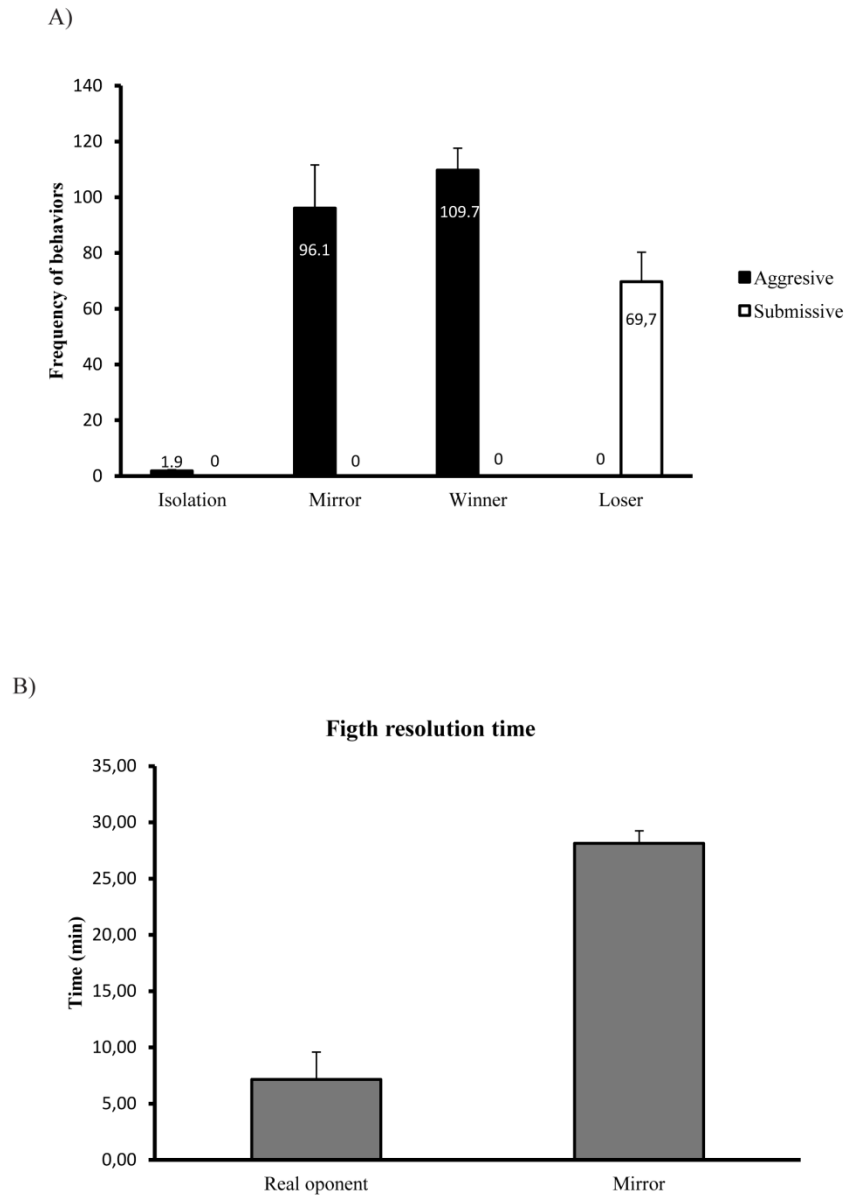 A)
140
120
100
80
60
40
20
0
Frequency of behaviors
1.9
0
96.1
0
109.7
0
0
69,7
Isolation
Mirror
Winner
Loser
Aggresive
Submissive
B)
Figth resolution time
35,00
30,00
25,00
20,00
15,00
10,00
5,00
0,00
Time (min)
Real oponent
Mirror